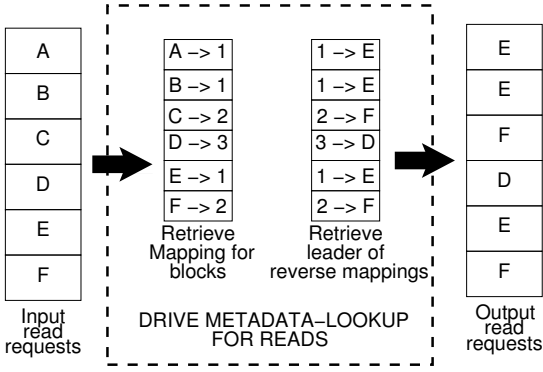 A
B
C
D
E
F
Input
read
requests
A –> 1
B –> 1
C –> 2
D –> 3
E –> 1
F –> 2
Retrieve
Mapping for
blocks
1 –> E
1 –> E
2 –> F
3 –> D
1 –> E
2 –> F
Retrieve
leader of
reverse mappings
DRIVE METADATA–LOOKUP
FOR READS
E
E
F
D
E
F
Output
read
requests